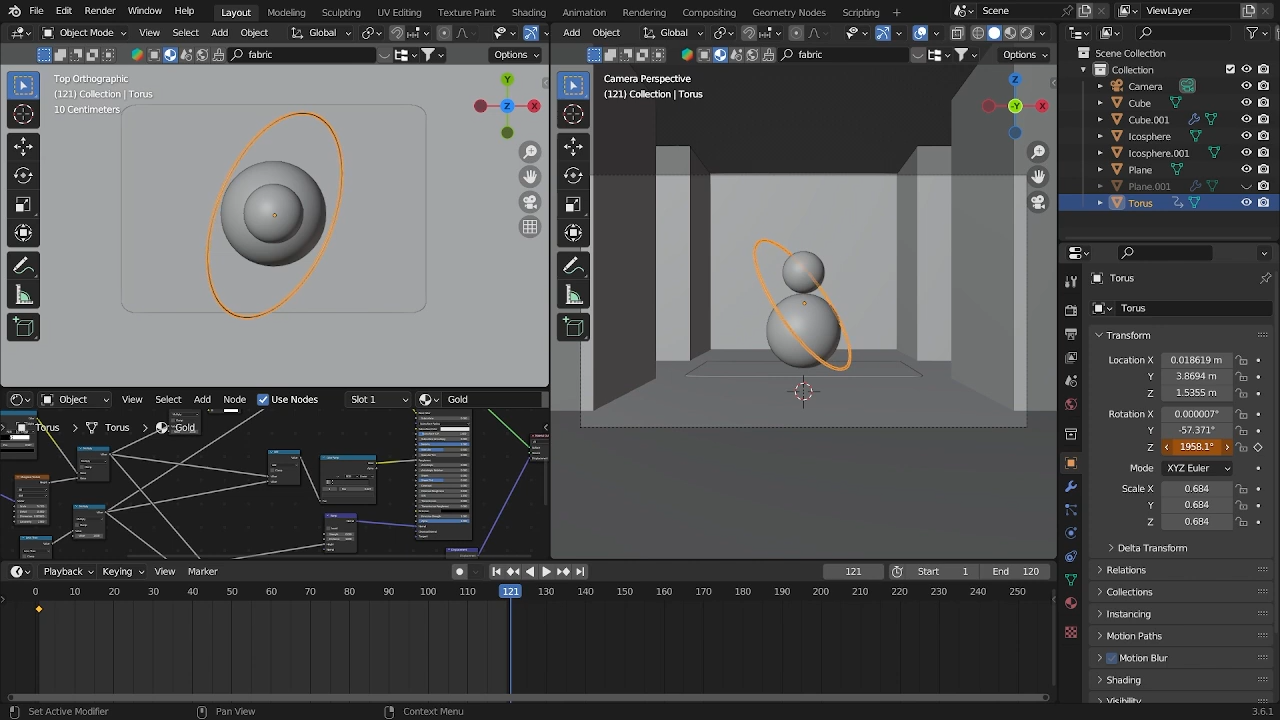 File Edit Render Window Help Layout Modeling Sculpting UV Editing Texture Paint Shading Animation Rendering Compositing Geometry Nodes Scripting Scene ViewLayer
Object Mode View Select Add Object Global
Add Object Global
fabric Options
fabric Options
Top Orthographic
(121) Collection | Torus
10 Centimeters
Y
Z
X
Camera Perspective
(121) Collection | Torus
Z
-Y
X
Scene Collection
Collection
Camera
Cube
Cube.001
Icosphere
Icosphere.001
Plane
Plane.001
Torus
Torus
Torus
Transform
Location X 0.018619 m
Y 3.8694 m
Z 1.5355 m
Rotation X 0.000007°
Y -57.371°
Z 1958.1°
Mode XYZ Euler
Scale X 0.684
Y 0.684
Z 0.684
Delta Transform
Relations
Collections
Instancing
Motion Paths
Motion Blur
Shading
Visibility
Object View Select Add Node Use Nodes Slot 1 Gold
Torus Torus Gold
Playback Keying View Marker 121 Start 1 End 120
0 10 20 30 40 50 60 70 80 90 100 110 121 130 140 150 160 170 180 190 200 210 220 230 240 250
Set Active Modifier Pan View Context Menu 3.6.1